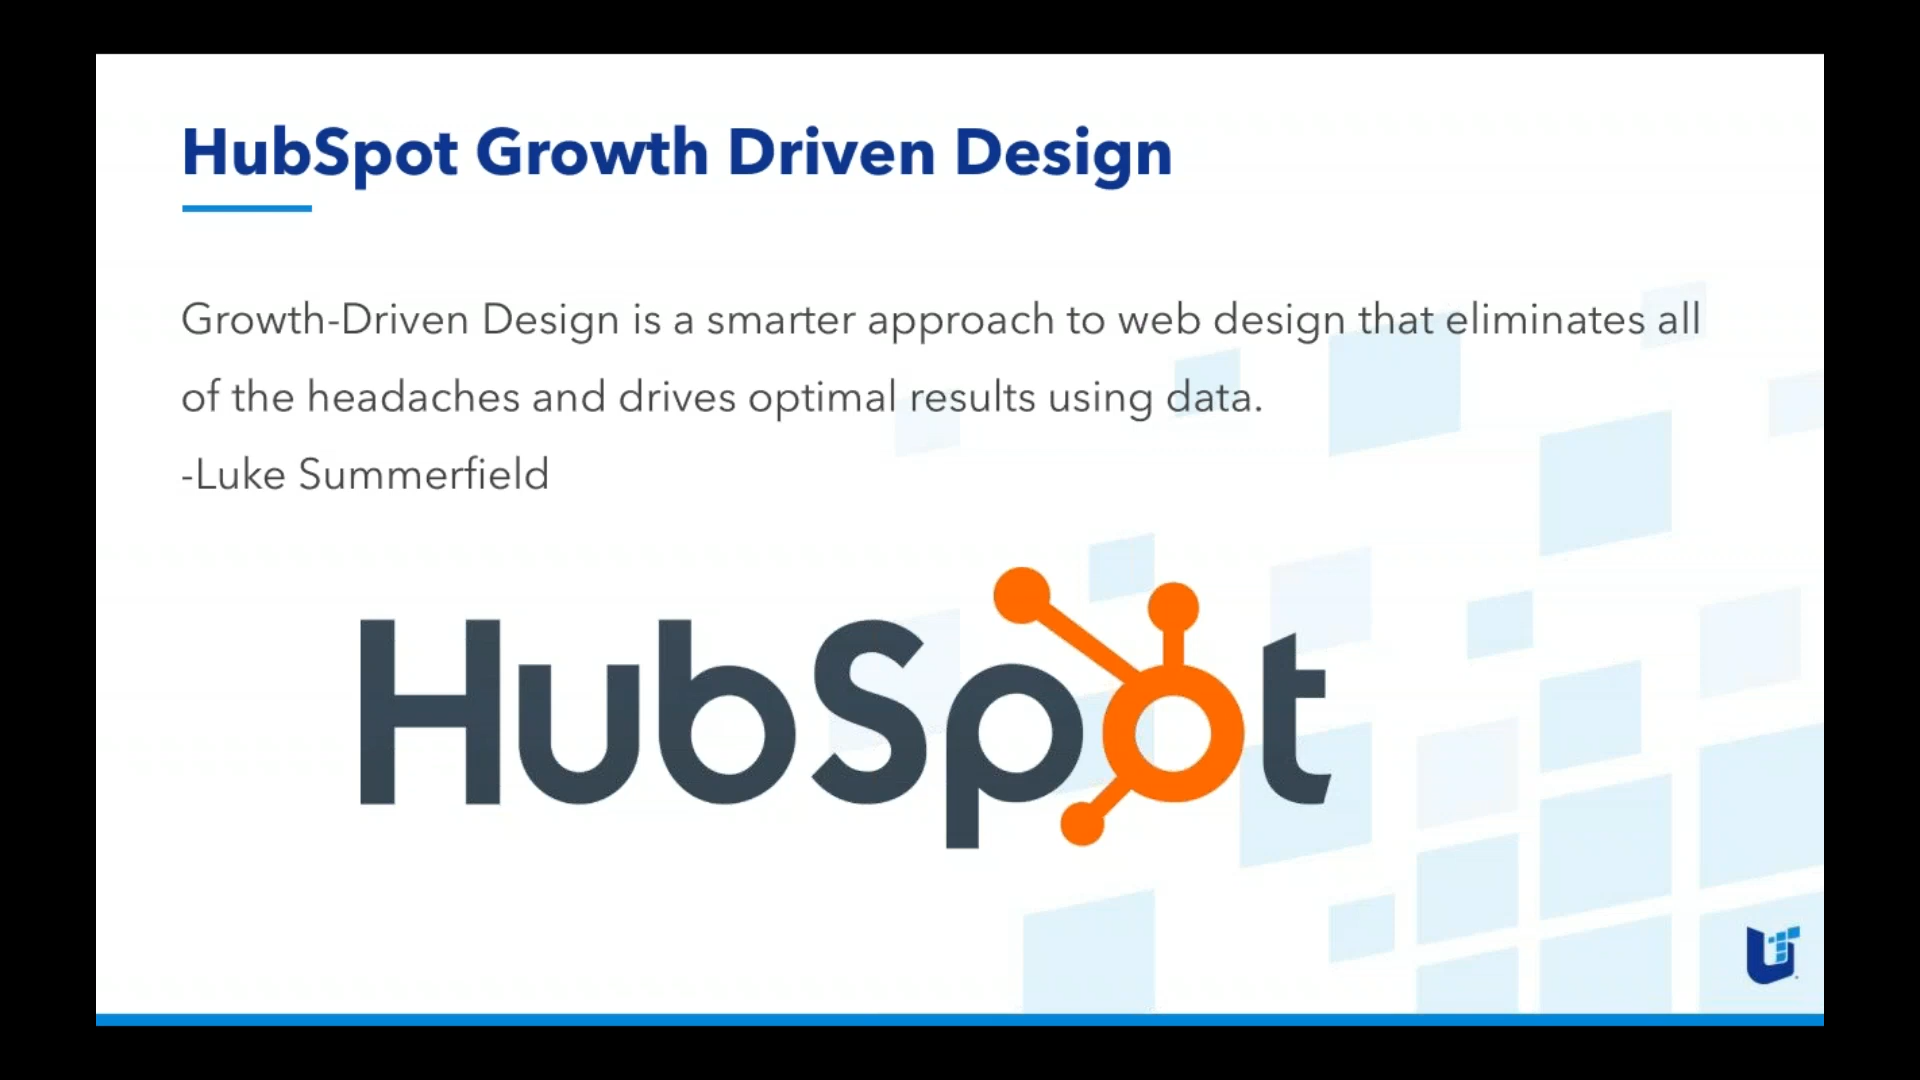 HubSpot Growth Driven Design
Growth-Driven Design is a smarter approach to web design that eliminates all
of the headaches and drives optimal results using data.
-Luke Summerfield
HubSpot